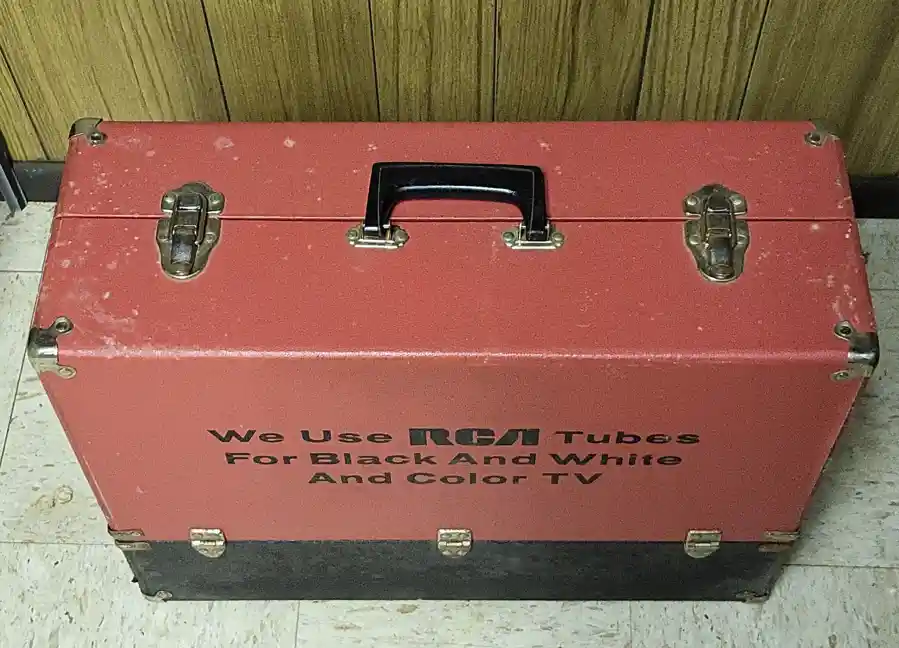 We Use RCA Tubes
For Black And White
And Color TV